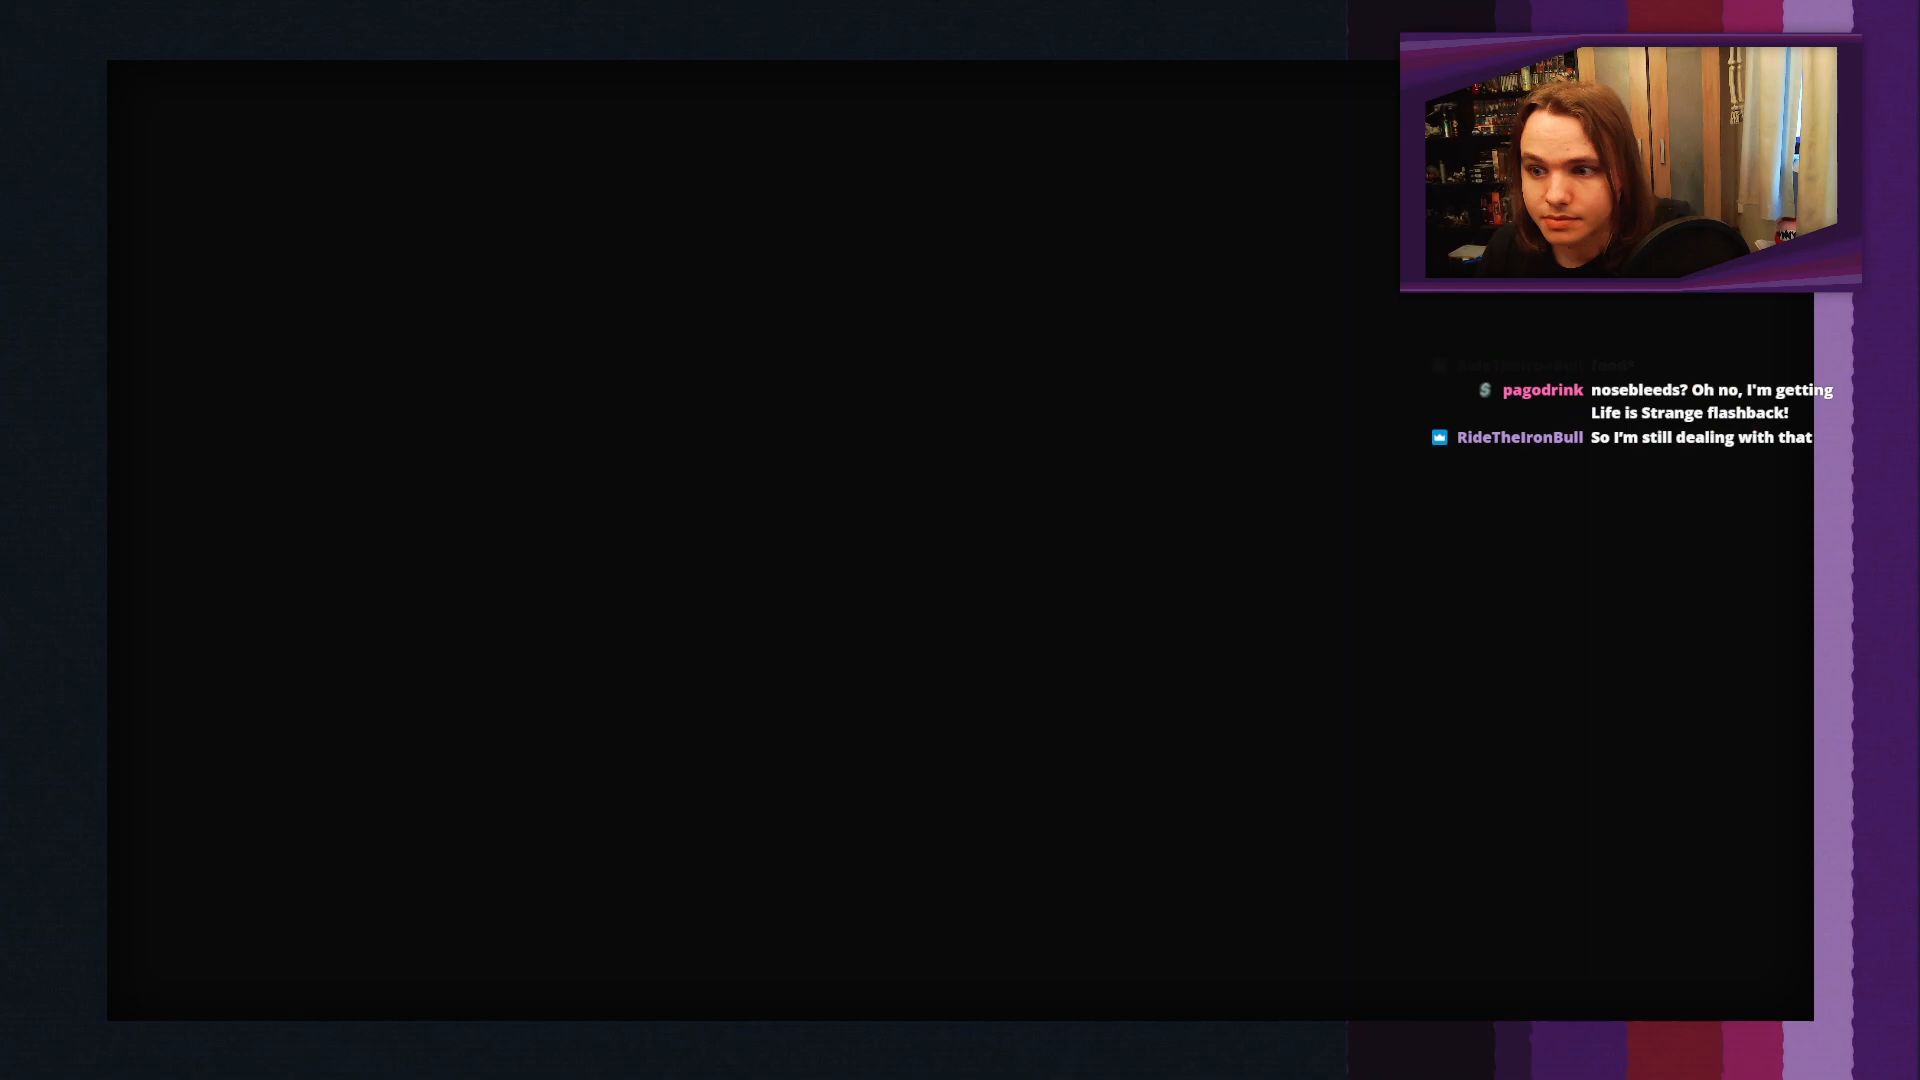 pagodrink nosebleeds? Oh no, I'm getting
Life is Strange flashback!
RideTheIronBull So I'm still dealing with that